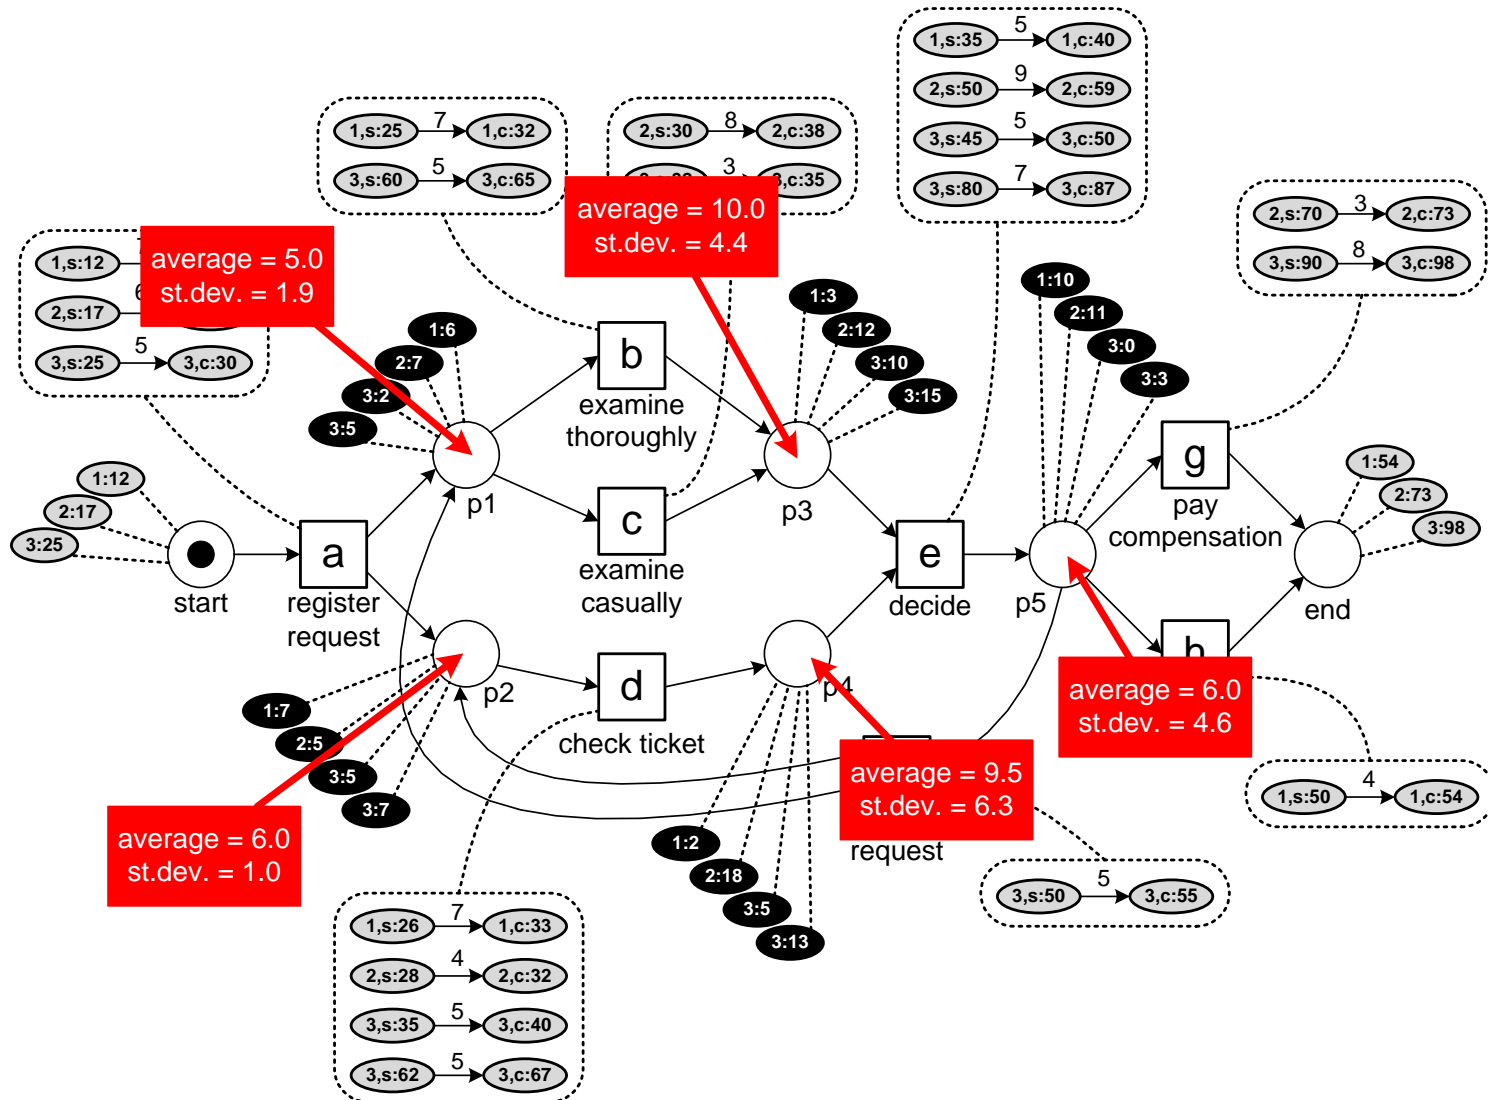 1,s:35 5 1,c:40
2,s:50 9 2,c:59
3,s:45 5 3,c:50
3,s:80 7 3,c:87
1,s:25 7 1,c:32
3,s:60 5 3,c:65
2,s:30 8 2,c:38
3 3,c:35
average = 10.0
st.dev. = 4.4
2,s:70 3 2,c:73
3,s:90 8 3,c:98
1,s:12
2,s:17
3,s:25 5 3,c:30
average = 5.0
st.dev. = 1.9
1:6
2:7
3:2
3:5
1:3
2:12
3:10
3:15
1:10
2:11
3:0
3:3
b
examine
thoroughly
p1
c
examine
casually
p3
g
pay
compensation
1:54
2:73
3:98
1:12
2:17
3:25
start
a
register
request
e
decide
p5
end
p2
d
check ticket
p4
average = 6.0
st.dev. = 4.6
1:7
2:5
3:5
3:7
average = 6.0
st.dev. = 1.0
average = 9.5
st.dev. = 6.3
request
1:2
2:18
3:5
3:13
1,s:50 4 1,c:54
3,s:50 5 3,c:55
1,s:26 7 1,c:33
2,s:28 4 2,c:32
3,s:35 5 3,c:40
3,s:62 5 3,c:67